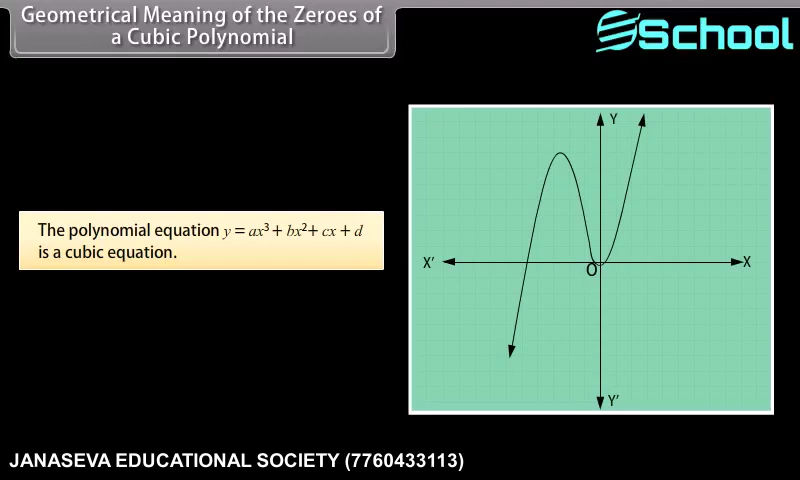 Geometrical Meaning of the Zeroes of
a Cubic Polynomial
School
Y
The polynomial equation y = ax³ + bx²+ cx + d
is a cubic equation.
X′
X
O
Y′
JANASEVA EDUCATIONAL SOCIETY (7760433113)